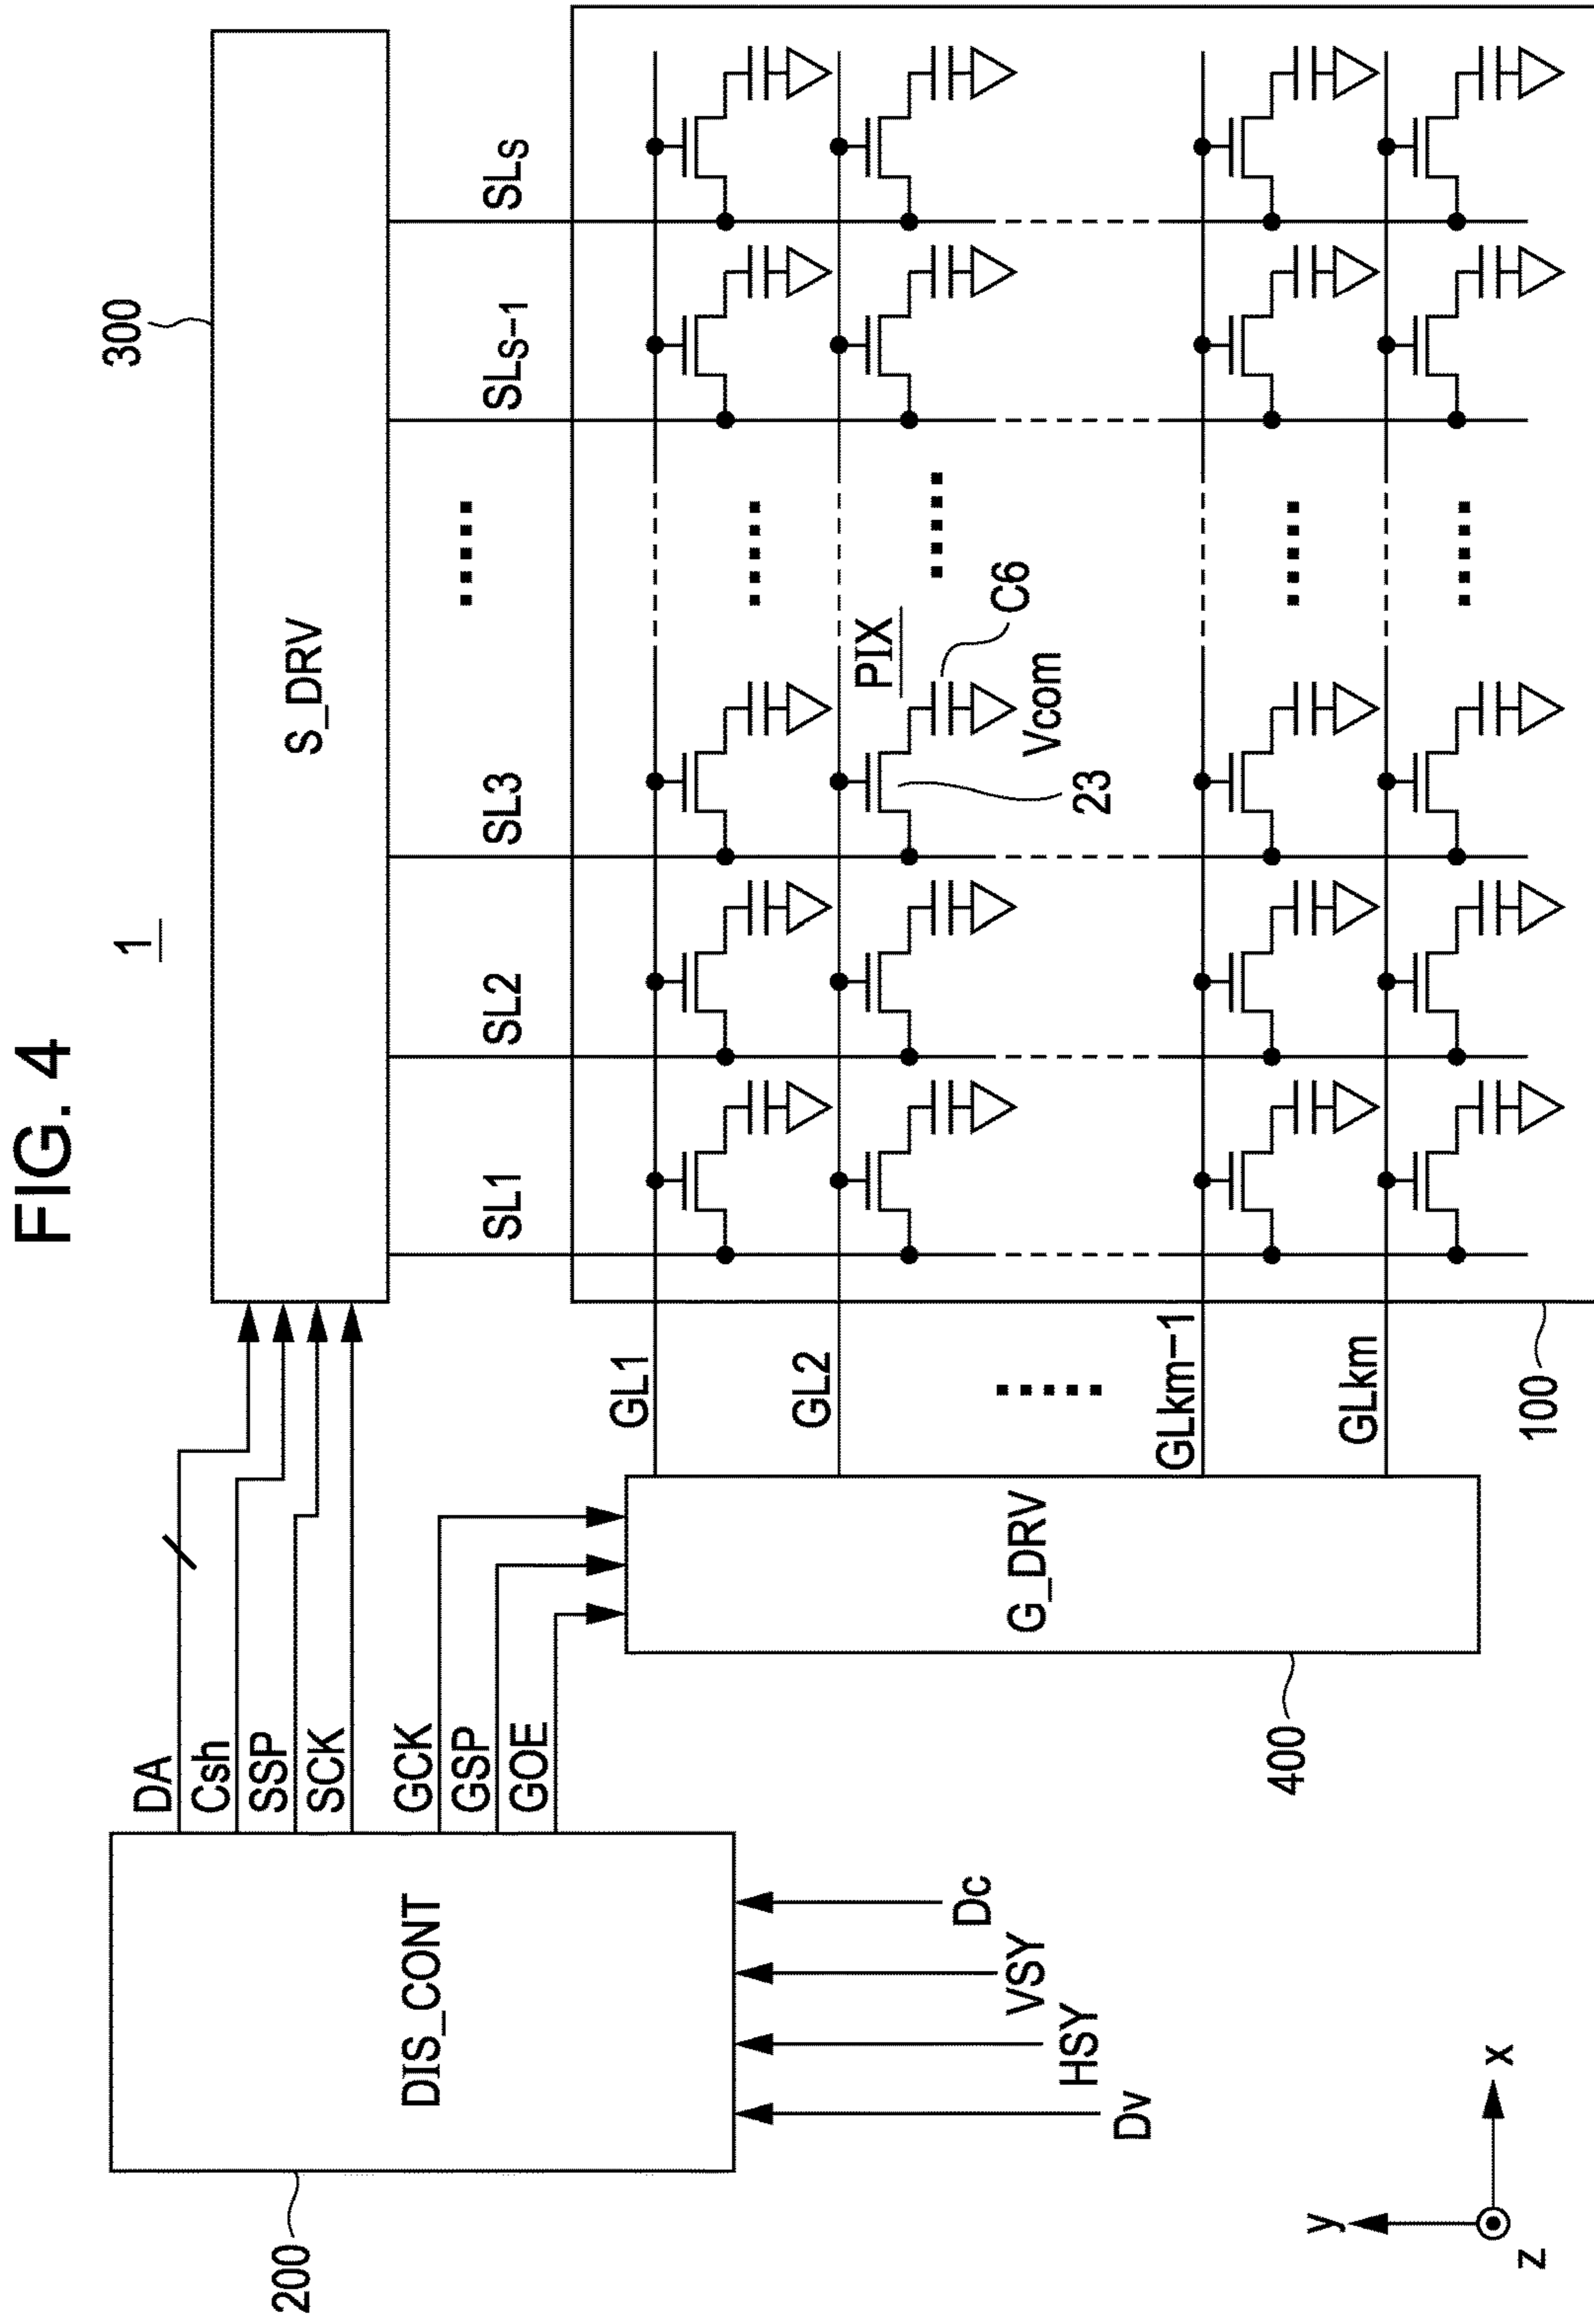 FIG. 4
1
300
S_DRV
200
DIS_CONT
DA
Csh
SSP
SCK
GCK
GSP
GOE
Dv
HSY
VSY
Dc
SL1
SL2
SL3
SLs-1
SLs
400
G_DRV
GL1
GL2
GLkm-1
GLkm
PIX
C6
Vcom
23
100
y
x
z